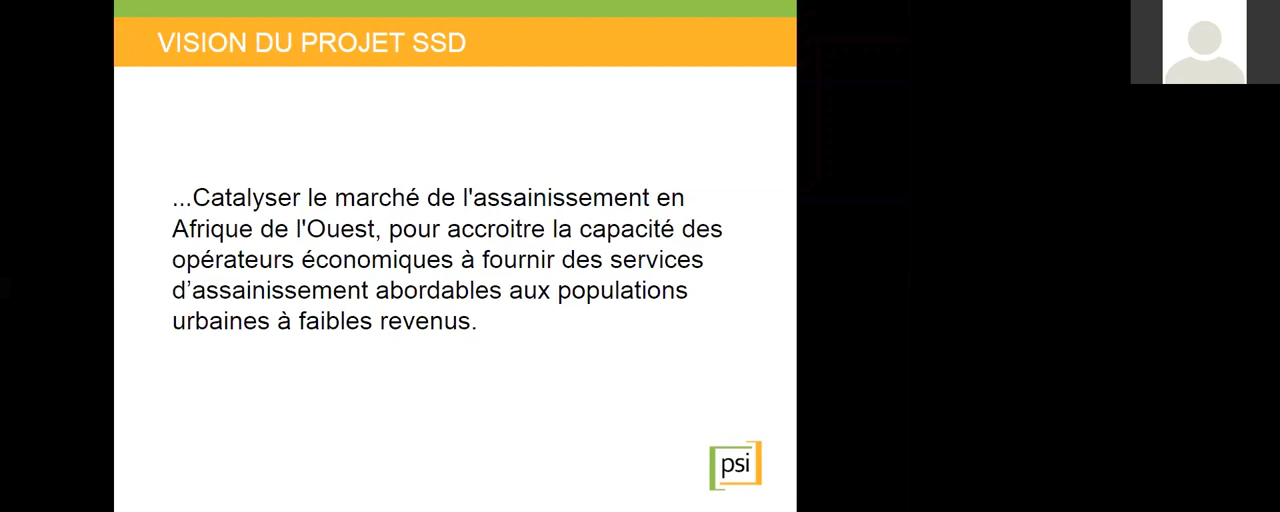 VISION DU PROJET SSD
...Catalyser le marché de l'assainissement en
Afrique de l'Ouest, pour accroitre la capacité des
opérateurs économiques à fournir des services
d’assainissement abordables aux populations
urbaines à faibles revenus.
psi